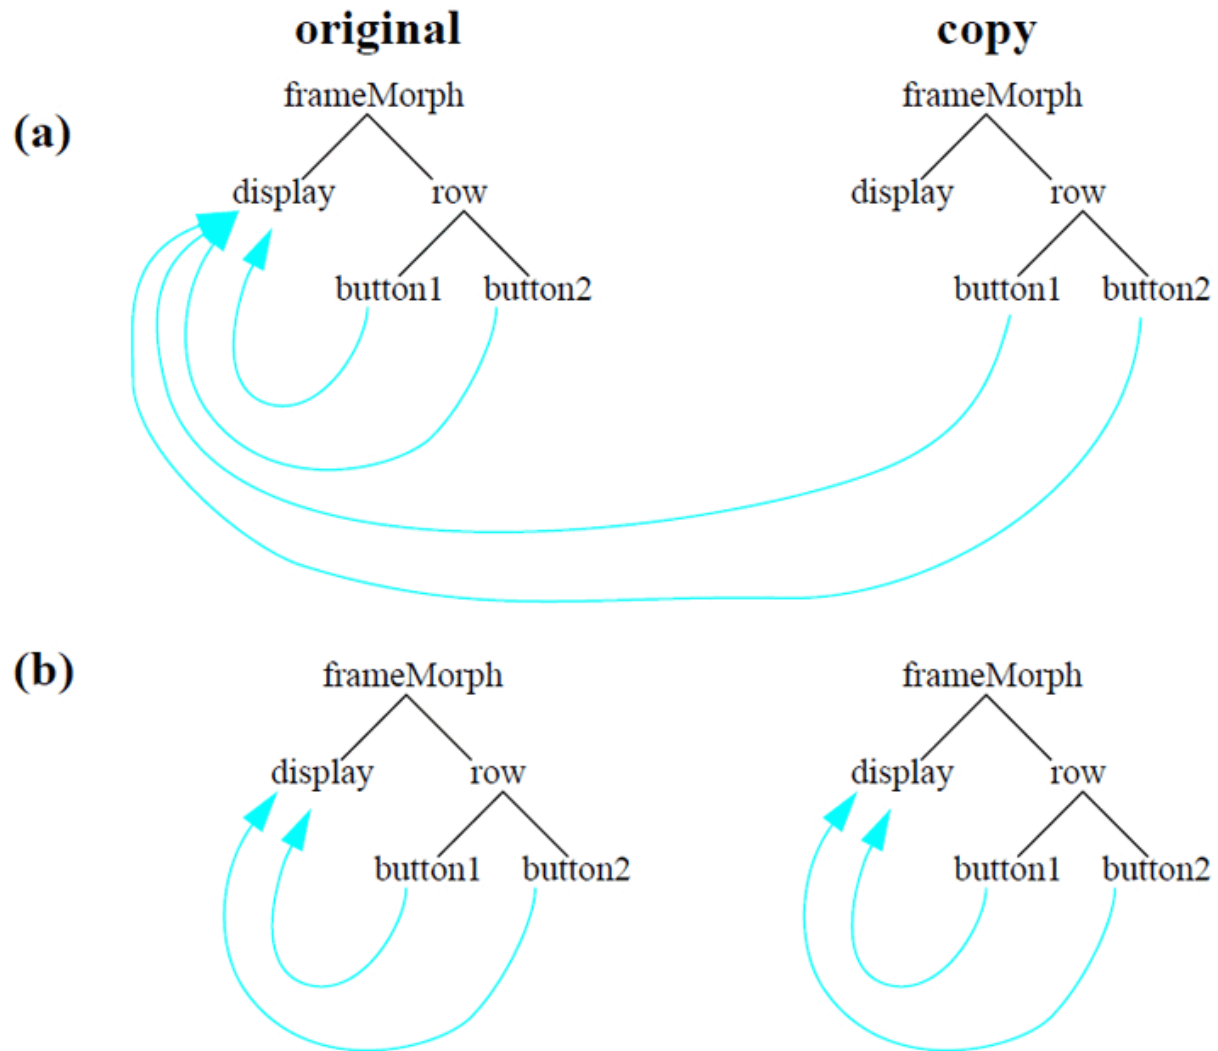 original copy
(a)
frameMorph frameMorph
display row display row
button1 button2 button1 button2
(b)
frameMorph frameMorph
display row display row
button1 button2 button1 button2